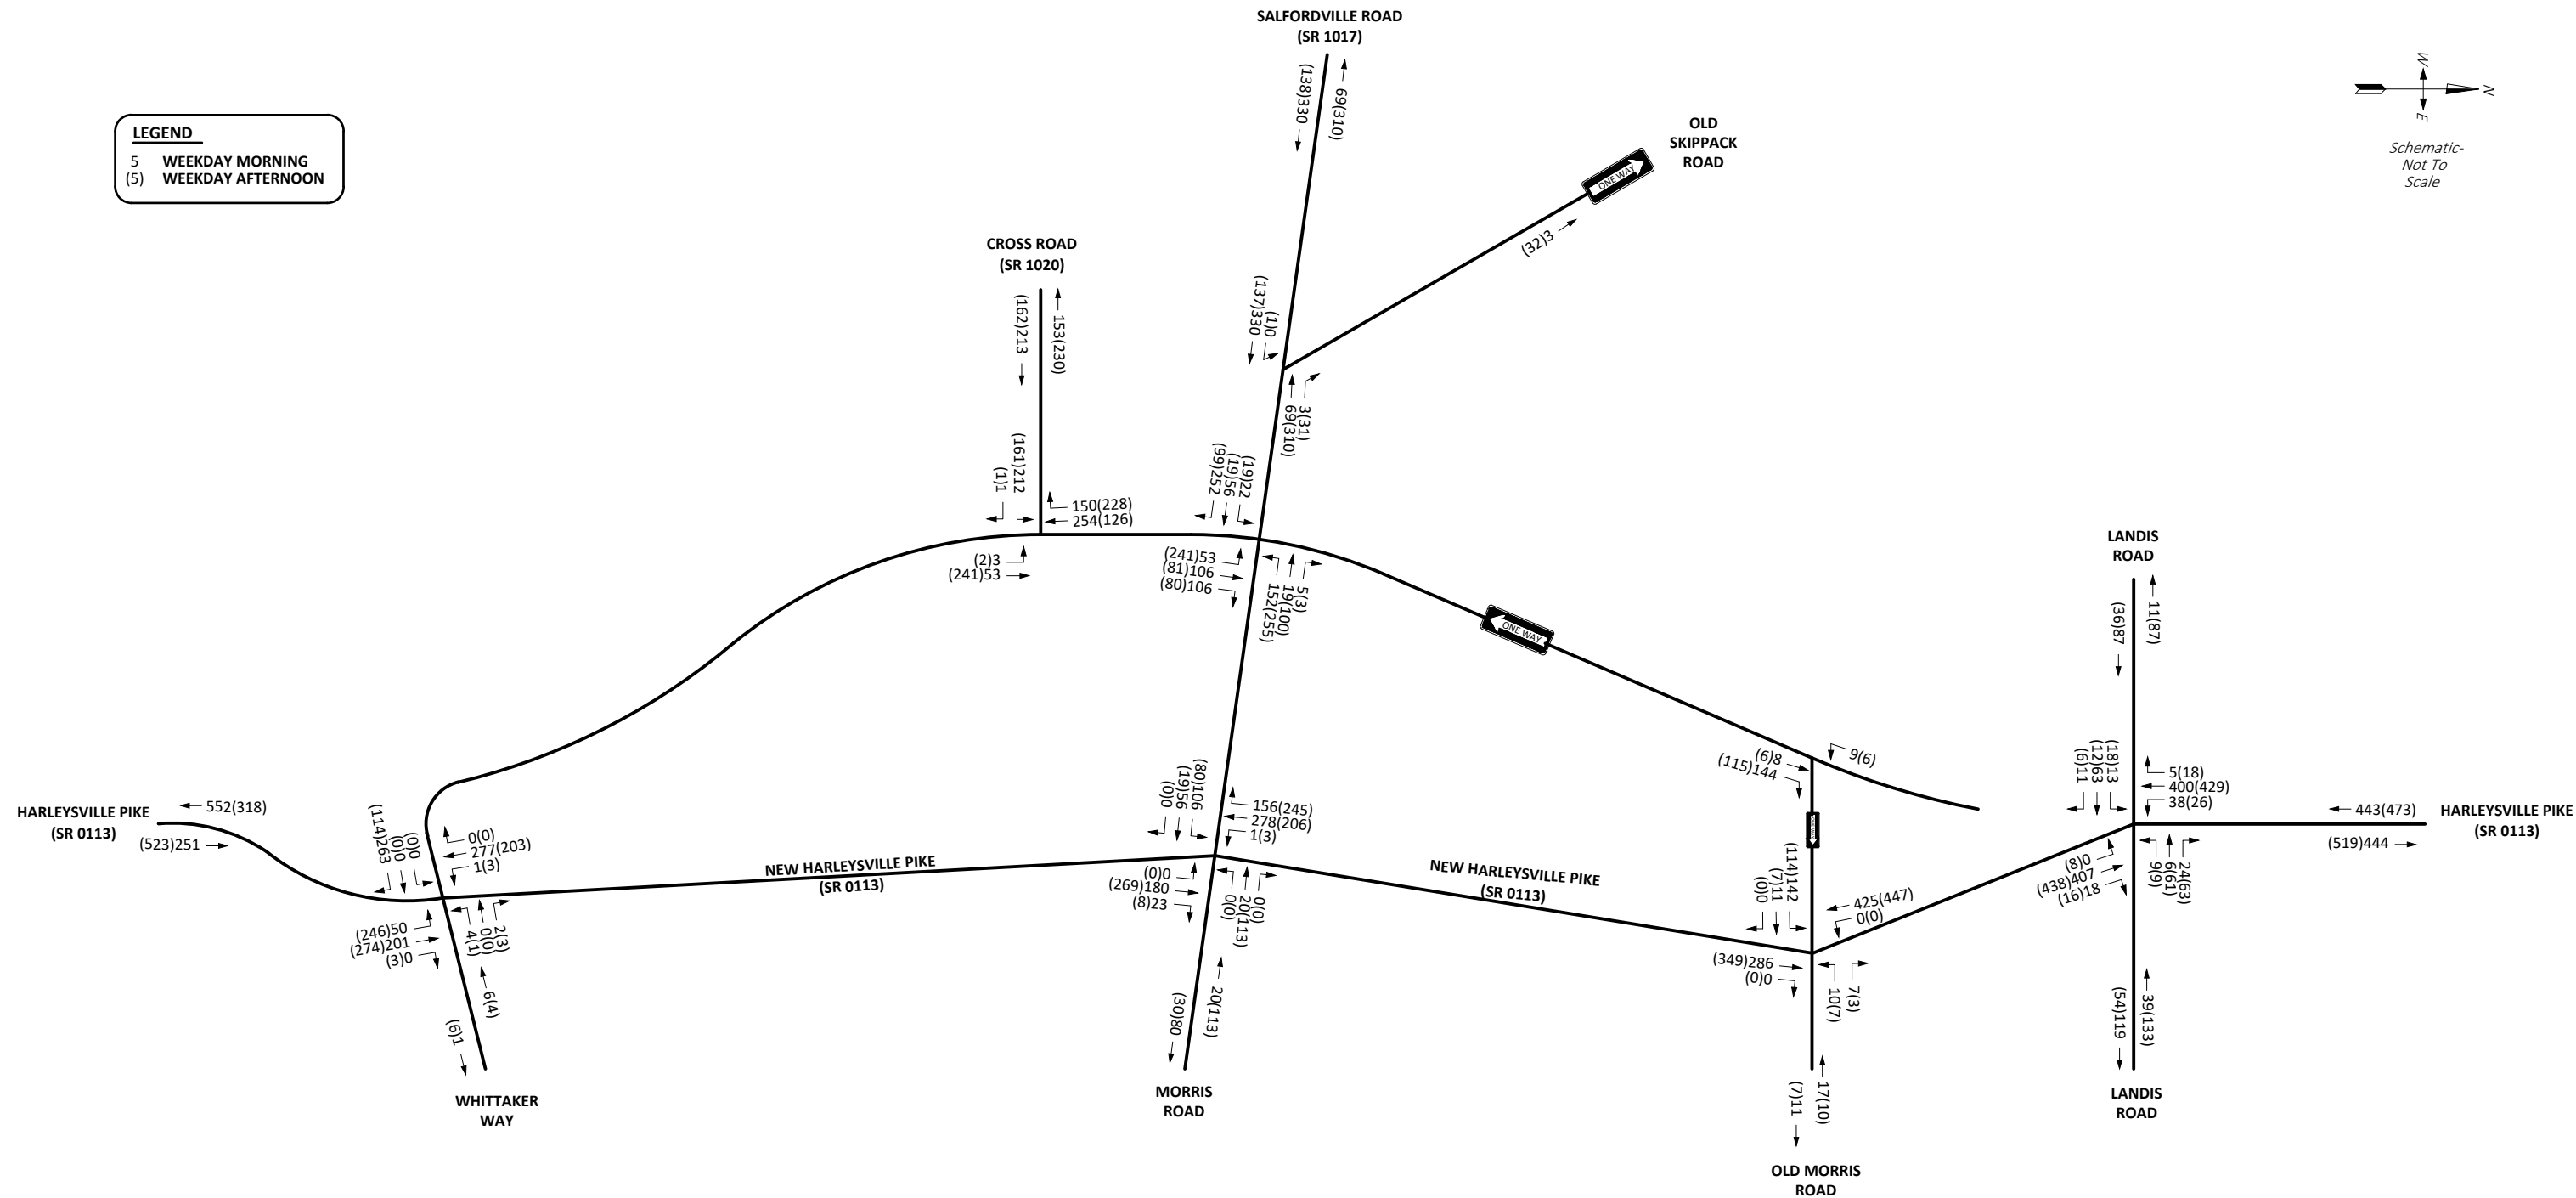 SALFORDVILLE ROAD
(SR 1017)
(138)330
69(310)
W
N
E
Schematic-
Not To
Scale
LEGEND
5 WEEKDAY MORNING
(5) WEEKDAY AFTERNOON
OLD
SKIPPACK
ROAD
ONE WAY
(32)3
CROSS ROAD
(SR 1020)
(162)213
153(230)
(161)212
(1)1
150(228)
254(126)
(2)3
(241)53
(1)0
(137)330
3(31)
69(310)
(19)22
(19)56
(99)252
(241)53
(81)106
(80)106
5(3)
19(100)
152(255)
ONE WAY
LANDIS
ROAD
(36)87
11(87)
(18)13
(12)63
(6)11
5(18)
400(429)
38(26)
443(473)
(519)444
HARLEYSVILLE PIKE
(SR 0113)
(8)0
(438)407
(16)18
24(63)
6(61)
9(9)
(54)119
39(133)
LANDIS
ROAD
9(6)
(6)8
(115)144
ONE WAY
(114)142
(7)11
(0)0
425(447)
0(0)
(349)286
(0)0
7(3)
10(7)
(7)11
17(10)
OLD MORRIS
ROAD
NEW HARLEYSVILLE PIKE
(SR 0113)
(80)106
(19)56
(0)0
156(245)
278(206)
1(3)
(0)0
(269)180
(8)23
0(0)
20(113)
0(0)
(30)80
20(113)
MORRIS
ROAD
NEW HARLEYSVILLE PIKE
(SR 0113)
HARLEYSVILLE PIKE
(SR 0113)
552(318)
(523)251
(0)0
(0)0
(114)263
0(0)
277(203)
1(3)
(246)50
(274)201
(3)0
2(3)
0(0)
4(1)
6(4)
(6)1
WHITTAKER
WAY